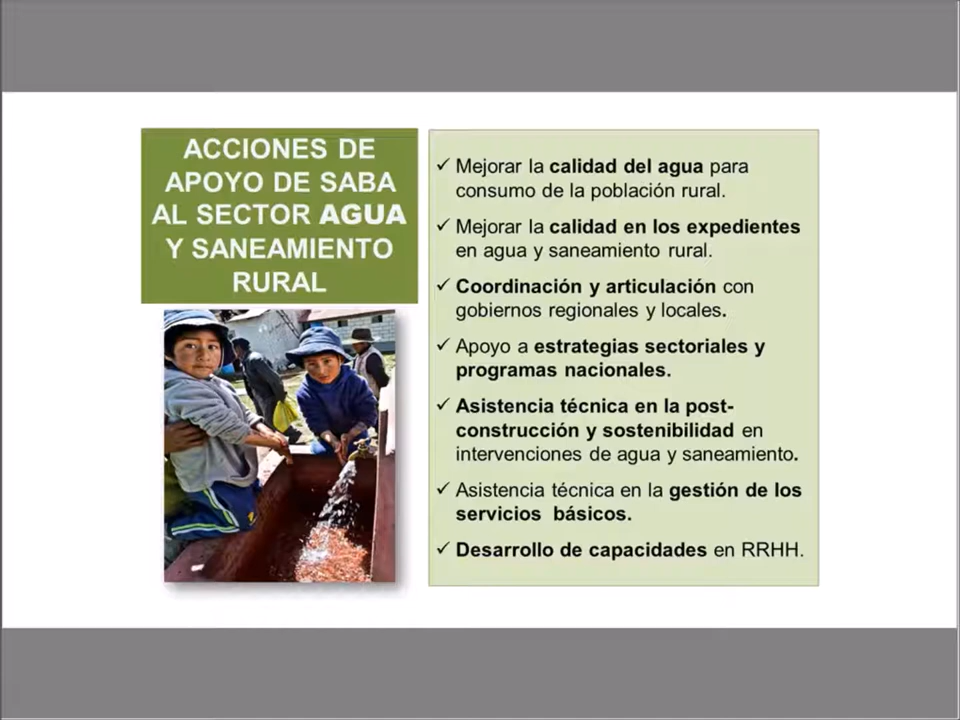 ACCIONES DE
APOYO DE SABA
AL SECTOR AGUA
Y SANEAMIENTO
RURAL
✓ Mejorar la calidad del agua para
consumo de la población rural.
✓ Mejorar la calidad en los expedientes
en agua y saneamiento rural.
✓ Coordinación y articulación con
gobiernos regionales y locales.
✓ Apoyo a estrategias sectoriales y
programas nacionales.
✓ Asistencia técnica en la post-
construcción y sostenibilidad en
intervenciones de agua y saneamiento.
✓ Asistencia técnica en la gestión de los
servicios básicos.
✓ Desarrollo de capacidades en RRHH.